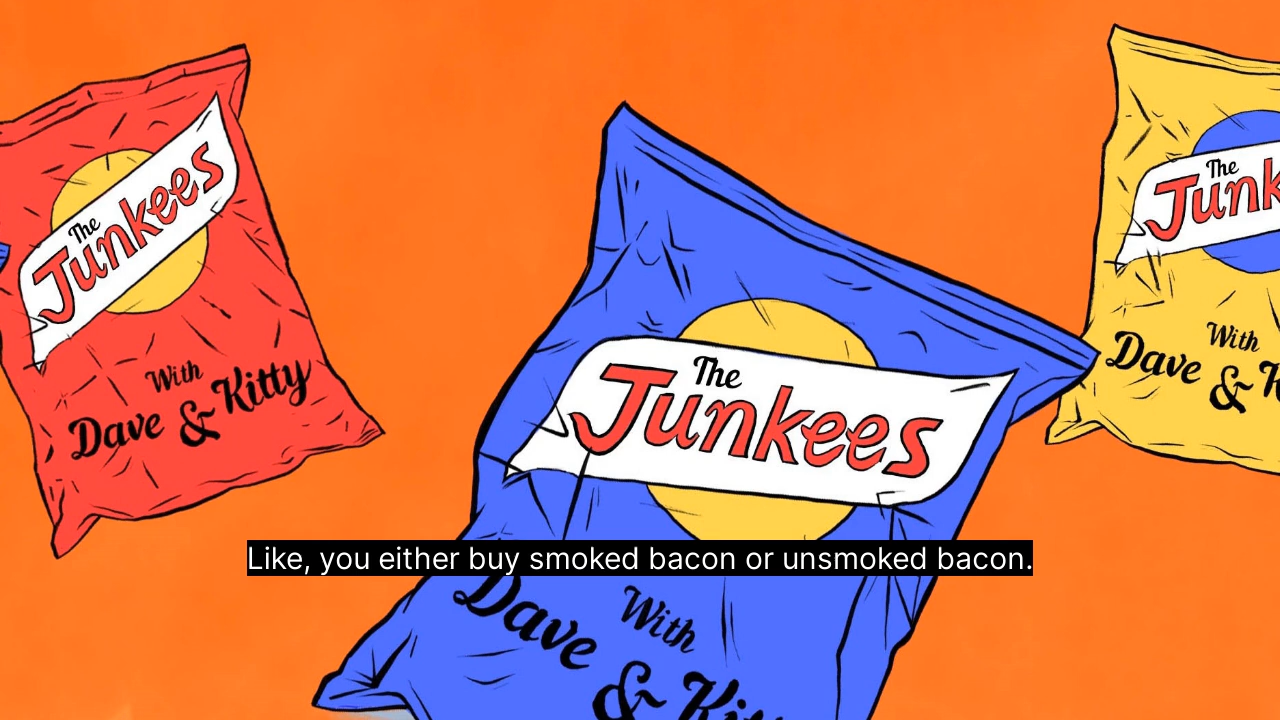 The
Junkees
With
Dave & Kitty
The
Junkees
With
Dave &
The
With
Dave &
Like, you either buy smoked bacon or unsmoked bacon.